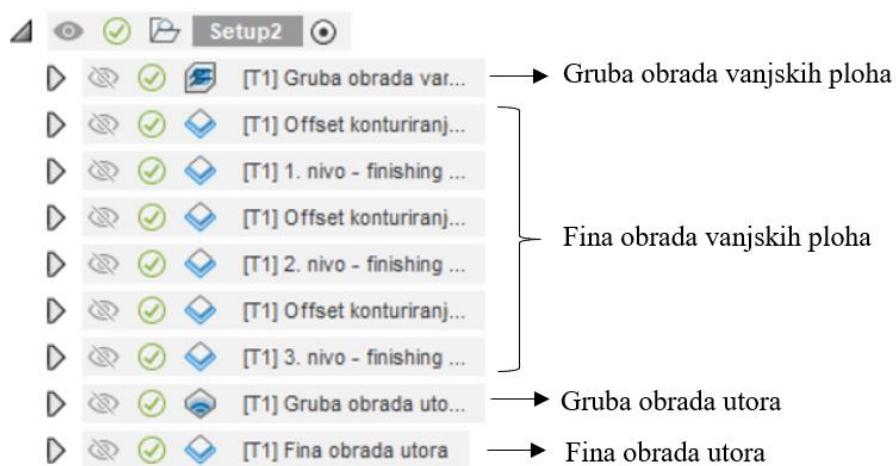 Setup2
[T1] Gruba obrada var... Gruba obrada vanjskih ploha
[T1] Offset konturiranj...
[T1] 1. nivo - finishing ...
[T1] Offset konturiranj...
Fina obrada vanjskih ploha
[T1] 2. nivo - finishing ...
[T1] Offset konturiranj...
[T1] 3. nivo - finishing ...
[T1] Gruba obrada uto... Gruba obrada utora
[T1] Fina obrada utora Fina obrada utora